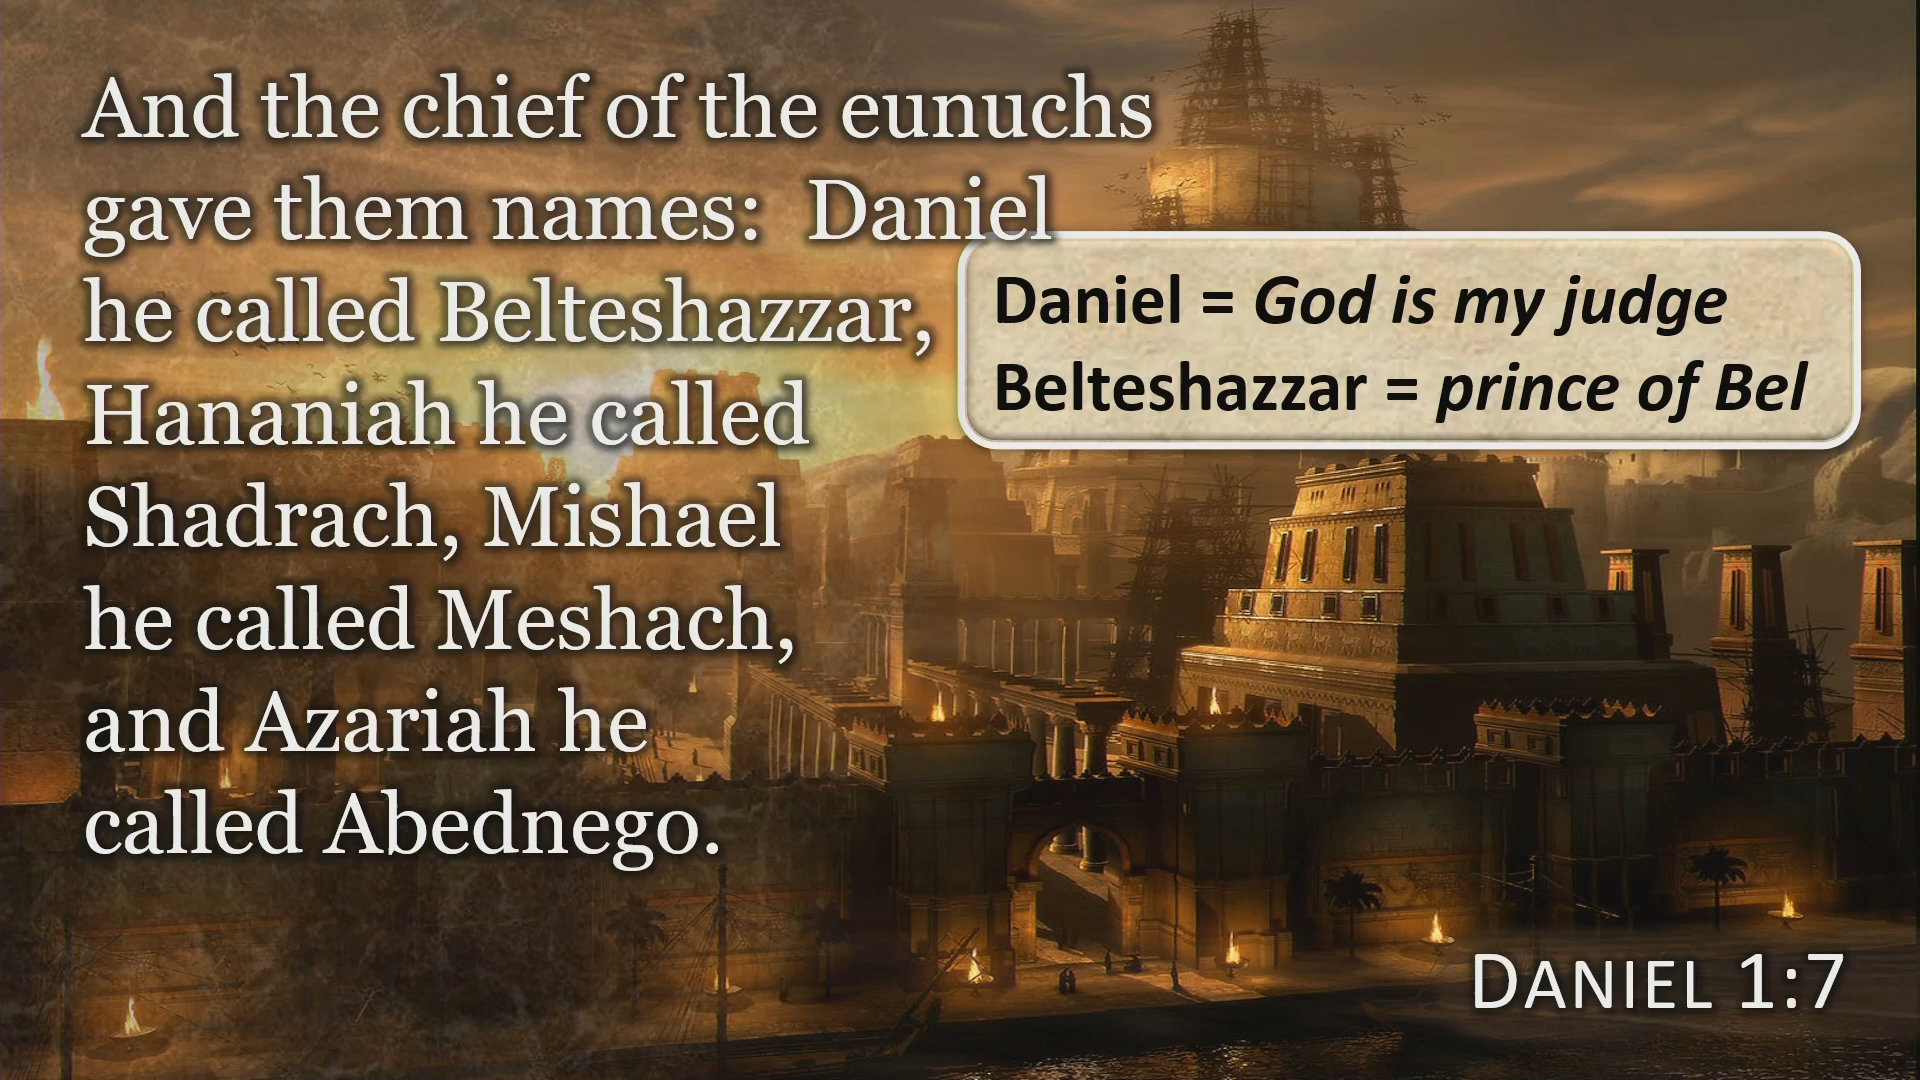 And the chief of the eunuchs
gave them names:  Daniel
he called Belteshazzar,
Hananiah he called
Shadrach, Mishael
he called Meshach,
and Azariah he
called Abednego.
Daniel = God is my judge
Belteshazzar = prince of Bel
DANIEL 1:7